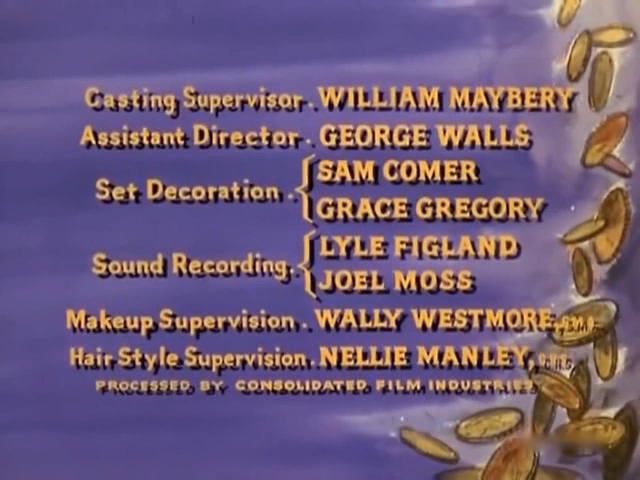 Casting Supervisor . WILLIAM MAYBERY
Assistant Director . GEORGE WALLS
Set Decoration . { SAM COMER
GRACE GREGORY
Sound Recording . { LYLE FIGLAND
JOEL MOSS
Makeup Supervision . WALLY WESTMORE,
Hair Style Supervision . NELLIE MANLEY,
PROCESSED BY CONSOLIDATED FILM INDUSTRIES